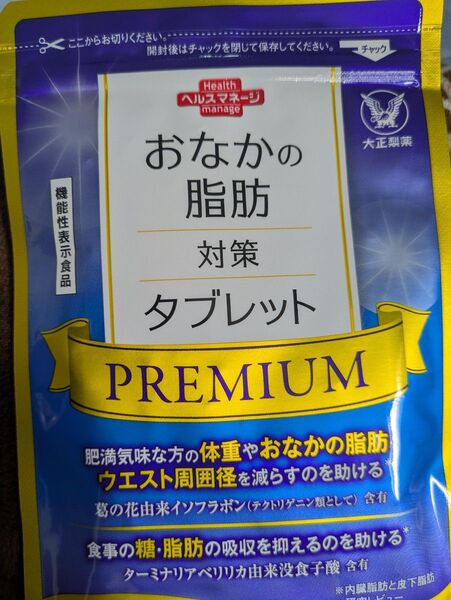 ここからお切りください。
開封後はチャックを閉じて保存してください。
チャック
Health
ヘルスマネージ
manage
大正製薬
おなかの
脂肪
対策
タブレット
機能性表示食品
PREMIUM
肥満気味な方の体重やおなかの脂肪※
ウエスト周囲径を減らすのを助ける
葛の花由来イソフラボン(テクトリゲニン類として)含有
食事の糖・脂肪の吸収を抑えるのを助ける*
ターミナリアベリリカ由来没食子酸 含有
※内臓脂肪と皮下脂肪
研究レビュー